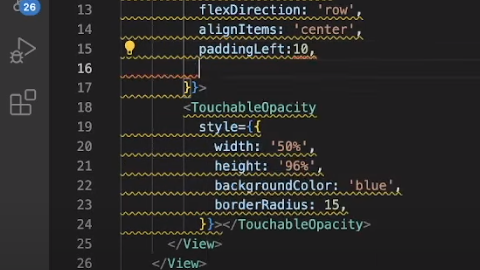 26
13 flexDirection: 'row',
14 alignItems: 'center',
15 paddingLeft:10,
16
17 }}>
18 <TouchableOpacity
19 style={{
20 width: '50%',
21 height: '96%',
22 backgroundColor: 'blue',
23 borderRadius: 15,
24 }}></TouchableOpacity>
25 </View>
26 </View>